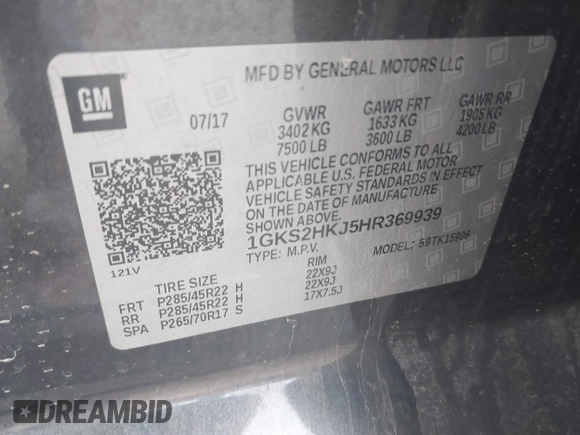 GM
MFD BY GENERAL MOTORS LLC
07/17
GVWR
3402 KG
7500 LB
GAWR FRT
1633 KG
3600 LB
GAWR RR
1905 KG
4200 LB
THIS VEHICLE CONFORMS TO ALL
APPLICABLE U.S. FEDERAL MOTOR
VEHICLE SAFETY STANDARDS IN EFFECT
ON THE DATE OF MANUFACTURE
SHOWN ABOVE.
1GKS2HKJ5HR369939
TYPE: M.P.V.
MODEL: 59TK15906
121V
TIRE SIZE RIM
FRT P285/45R22 H 22X9J
RR P285/45R22 H 22X9J
SPA P265/70R17 S 17X7.5J
DREAMBID